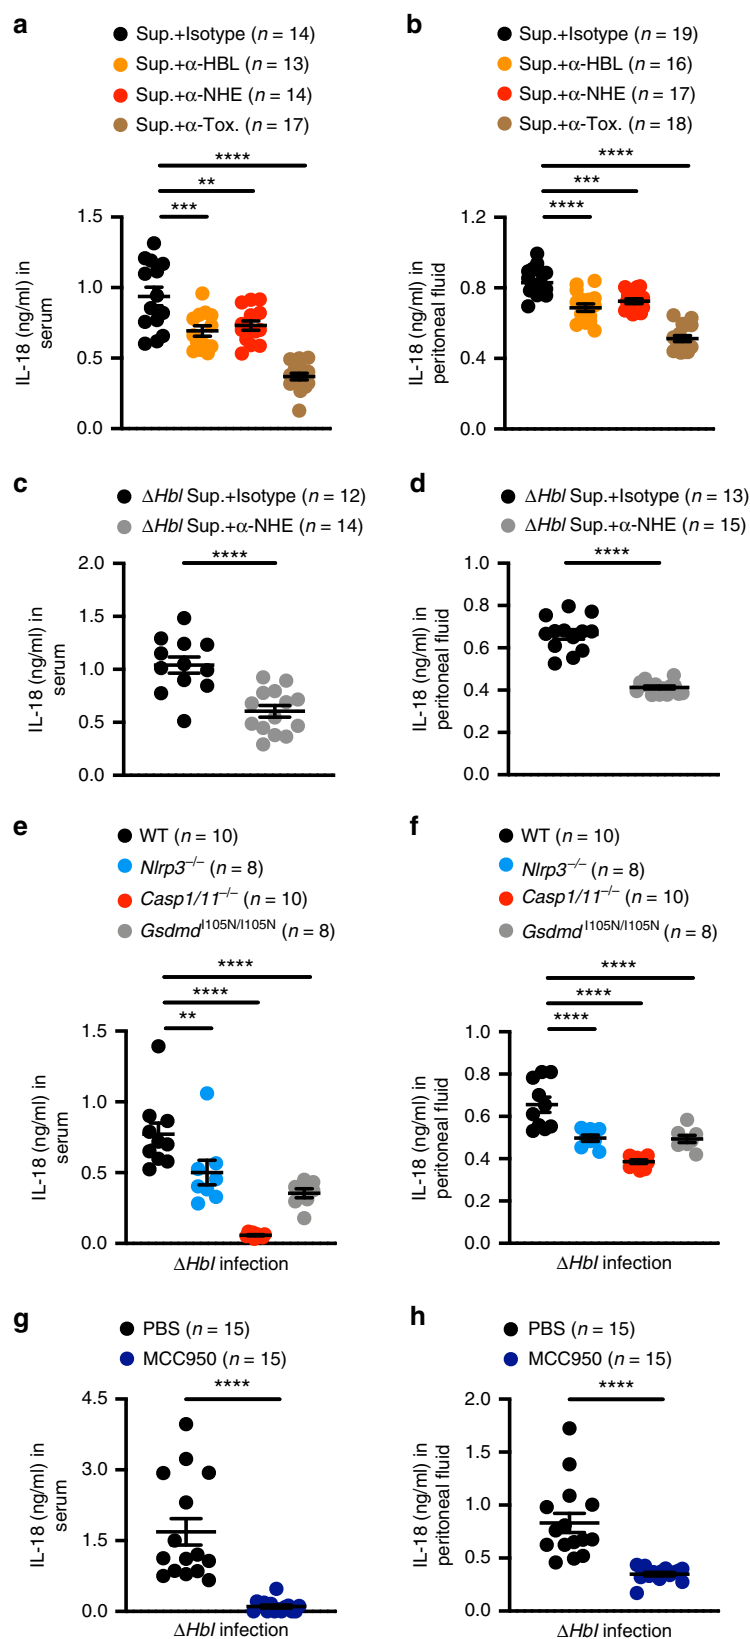 a
Sup.+Isotype (n = 14)
Sup.+α-HBL (n = 13)
Sup.+α-NHE (n = 14)
Sup.+α-Tox. (n = 17)
****
**
***
1.5
1.0
0.5
0.0
IL-18 (ng/ml) in
serum
b
Sup.+Isotype (n = 19)
Sup.+α-HBL (n = 16)
Sup.+α-NHE (n = 17)
Sup.+α-Tox. (n = 18)
****
***
****
1.2
0.8
0.4
0.0
IL-18 (ng/ml) in
peritoneal fluid
c
ΔHbl Sup.+Isotype (n = 12)
ΔHbl Sup.+α-NHE (n = 14)
****
2.0
1.5
1.0
0.5
0.0
IL-18 (ng/ml) in
serum
d
ΔHbl Sup.+Isotype (n = 13)
ΔHbl Sup.+α-NHE (n = 15)
****
1.0
0.8
0.6
0.4
0.2
0.0
IL-18 (ng/ml) in
peritoneal fluid
e
WT (n = 10)
Nlrp3–/– (n = 8)
Casp1/11–/– (n = 10)
GsdmdI105N/I105N (n = 8)
****
****
**
1.5
1.0
0.5
0.0
IL-18 (ng/ml) in
serum
ΔHbl infection
f
WT (n = 10)
Nlrp3–/– (n = 8)
Casp1/11–/– (n = 10)
GsdmdI105N/I105N (n = 8)
****
****
****
1.0
0.8
0.6
0.4
0.2
0.0
IL-18 (ng/ml) in
peritoneal fluid
ΔHbl infection
g
PBS (n = 15)
MCC950 (n = 15)
****
4.5
3.0
1.5
0.0
IL-18 (ng/ml) in
serum
ΔHbl infection
h
PBS (n = 15)
MCC950 (n = 15)
****
2.0
1.5
1.0
0.5
0.0
IL-18 (ng/ml) in
peritoneal fluid
ΔHbl infection